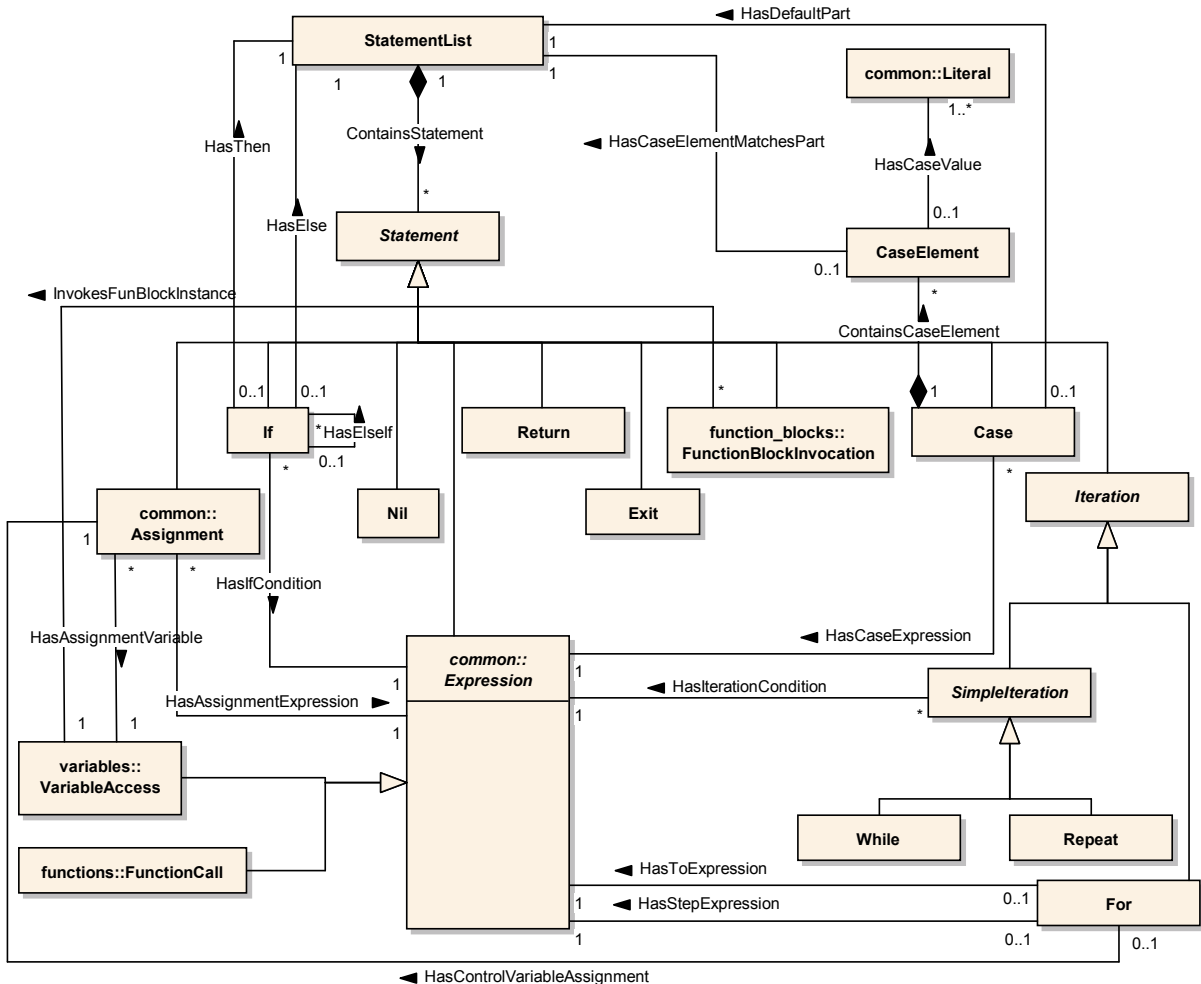 HasDefaultPart
StatementList
1
1
1
1
1
common::Literal
1..*
ContainsStatement
HasThen
HasCaseElementMatchesPart
HasCaseValue
*
0..1
HasElse
Statement
CaseElement
0..1
InvokesFunBlockInstance
*
ContainsCaseElement
0..1
0..1
*
1
0..1
If
*
HasElseIf
0..1
*
Return
function_blocks::
FunctionBlockInvocation
Case
*
common::
Assignment
1
Nil
Exit
Iteration
*
*
HasIfCondition
HasAssignmentVariable
common::
Expression
HasCaseExpression
1
1
HasIterationCondition
SimpleIteration
HasAssignmentExpression
1
*
1
1
1
variables::
VariableAccess
While
Repeat
functions::FunctionCall
HasToExpression
0..1
1
HasStepExpression
For
1
0..1
0..1
HasControlVariableAssignment